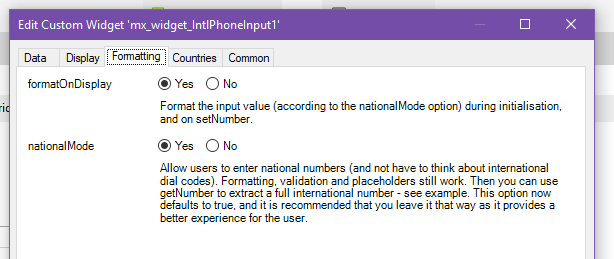 Edit Custom Widget 'mx_widget_IntlPhoneInput1'
Data Display Formatting Countries Common
formatOnDisplay Yes No
Format the input value (according to the nationalMode option) during initialisation,
and on setNumber.
nationalMode Yes No
Allow users to enter national numbers (and not have to think about international
dial codes). Formatting, validation and placeholders still work. Then you can use
getNumber to extract a full international number - see example. This option now
defaults to true, and it is recommended that you leave it that way as it provides a
better experience for the user.